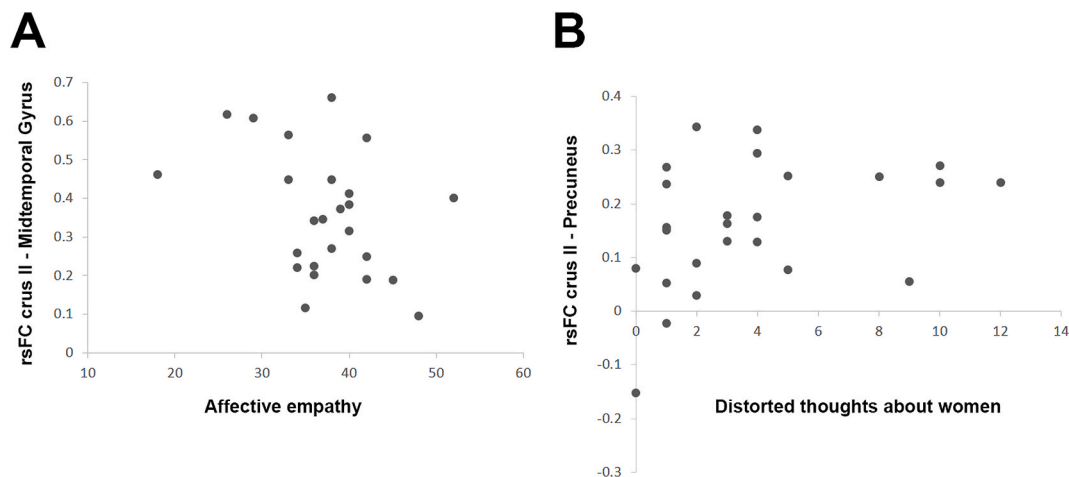 A
B
rsFC crus II - Midtemporal Gyrus
0.7
0.6
0.5
0.4
0.3
0.2
0.1
0
10 20 30 40 50 60
Affective empathy
rsFC crus II - Precuneus
0.4
0.3
0.2
0.1
0
-0.1
-0.2
-0.3
0 2 4 6 8 10 12 14
Distorted thoughts about women